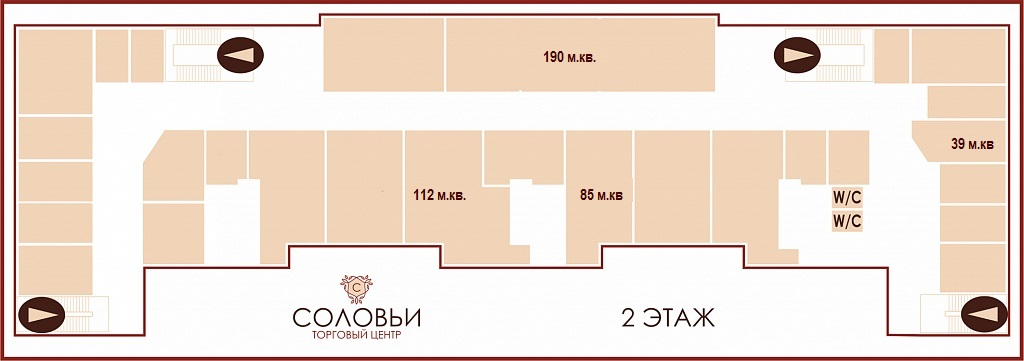 190 м.кв.
39 м.кв
112 м.кв.
85 м.кв
W/C
W/C
С
СОЛОВЬИ
ТОРГОВЫЙ ЦЕНТР
2 ЭТАЖ